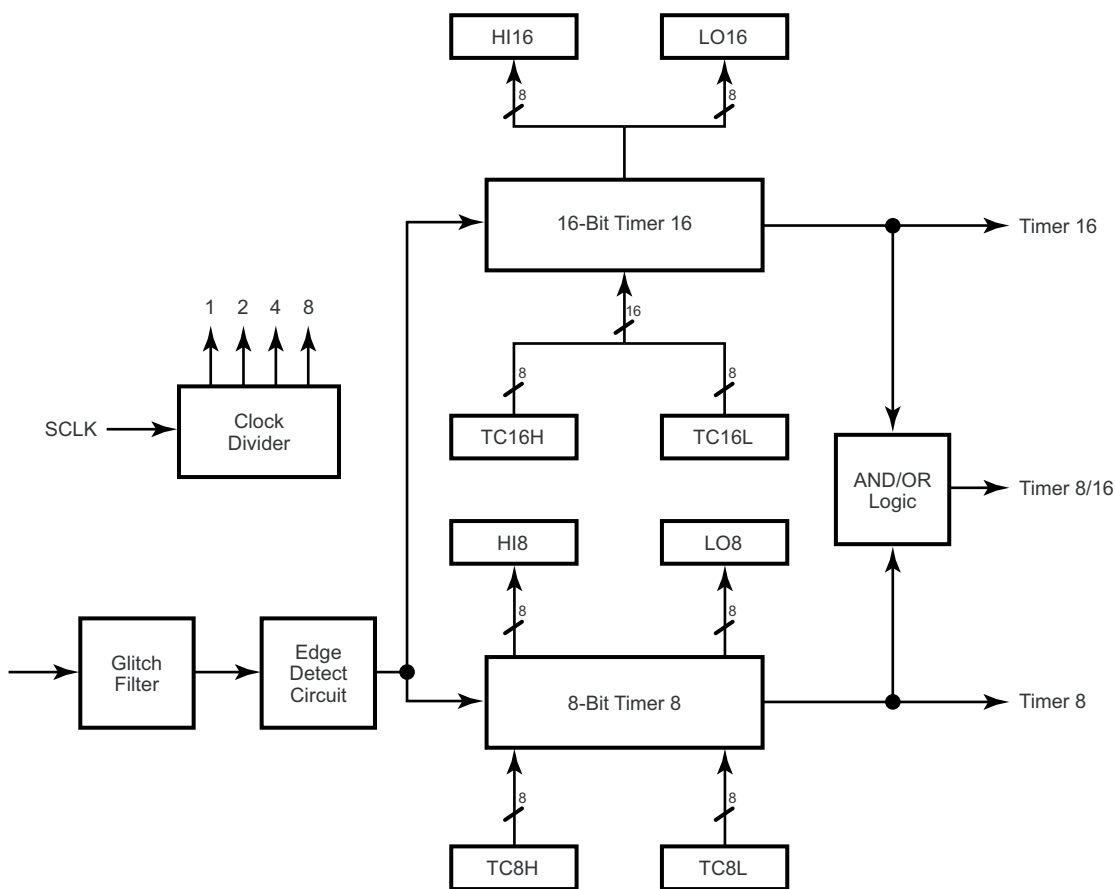 HI16
LO16
8
8
16-Bit Timer 16
Timer 16
1 2 4 8
16
8
8
SCLK
Clock
Divider
TC16H
TC16L
AND/OR
Logic
Timer 8/16
HI8
LO8
8
8
Glitch
Filter
Edge
Detect
Circuit
8-Bit Timer 8
Timer 8
8
8
TC8H
TC8L